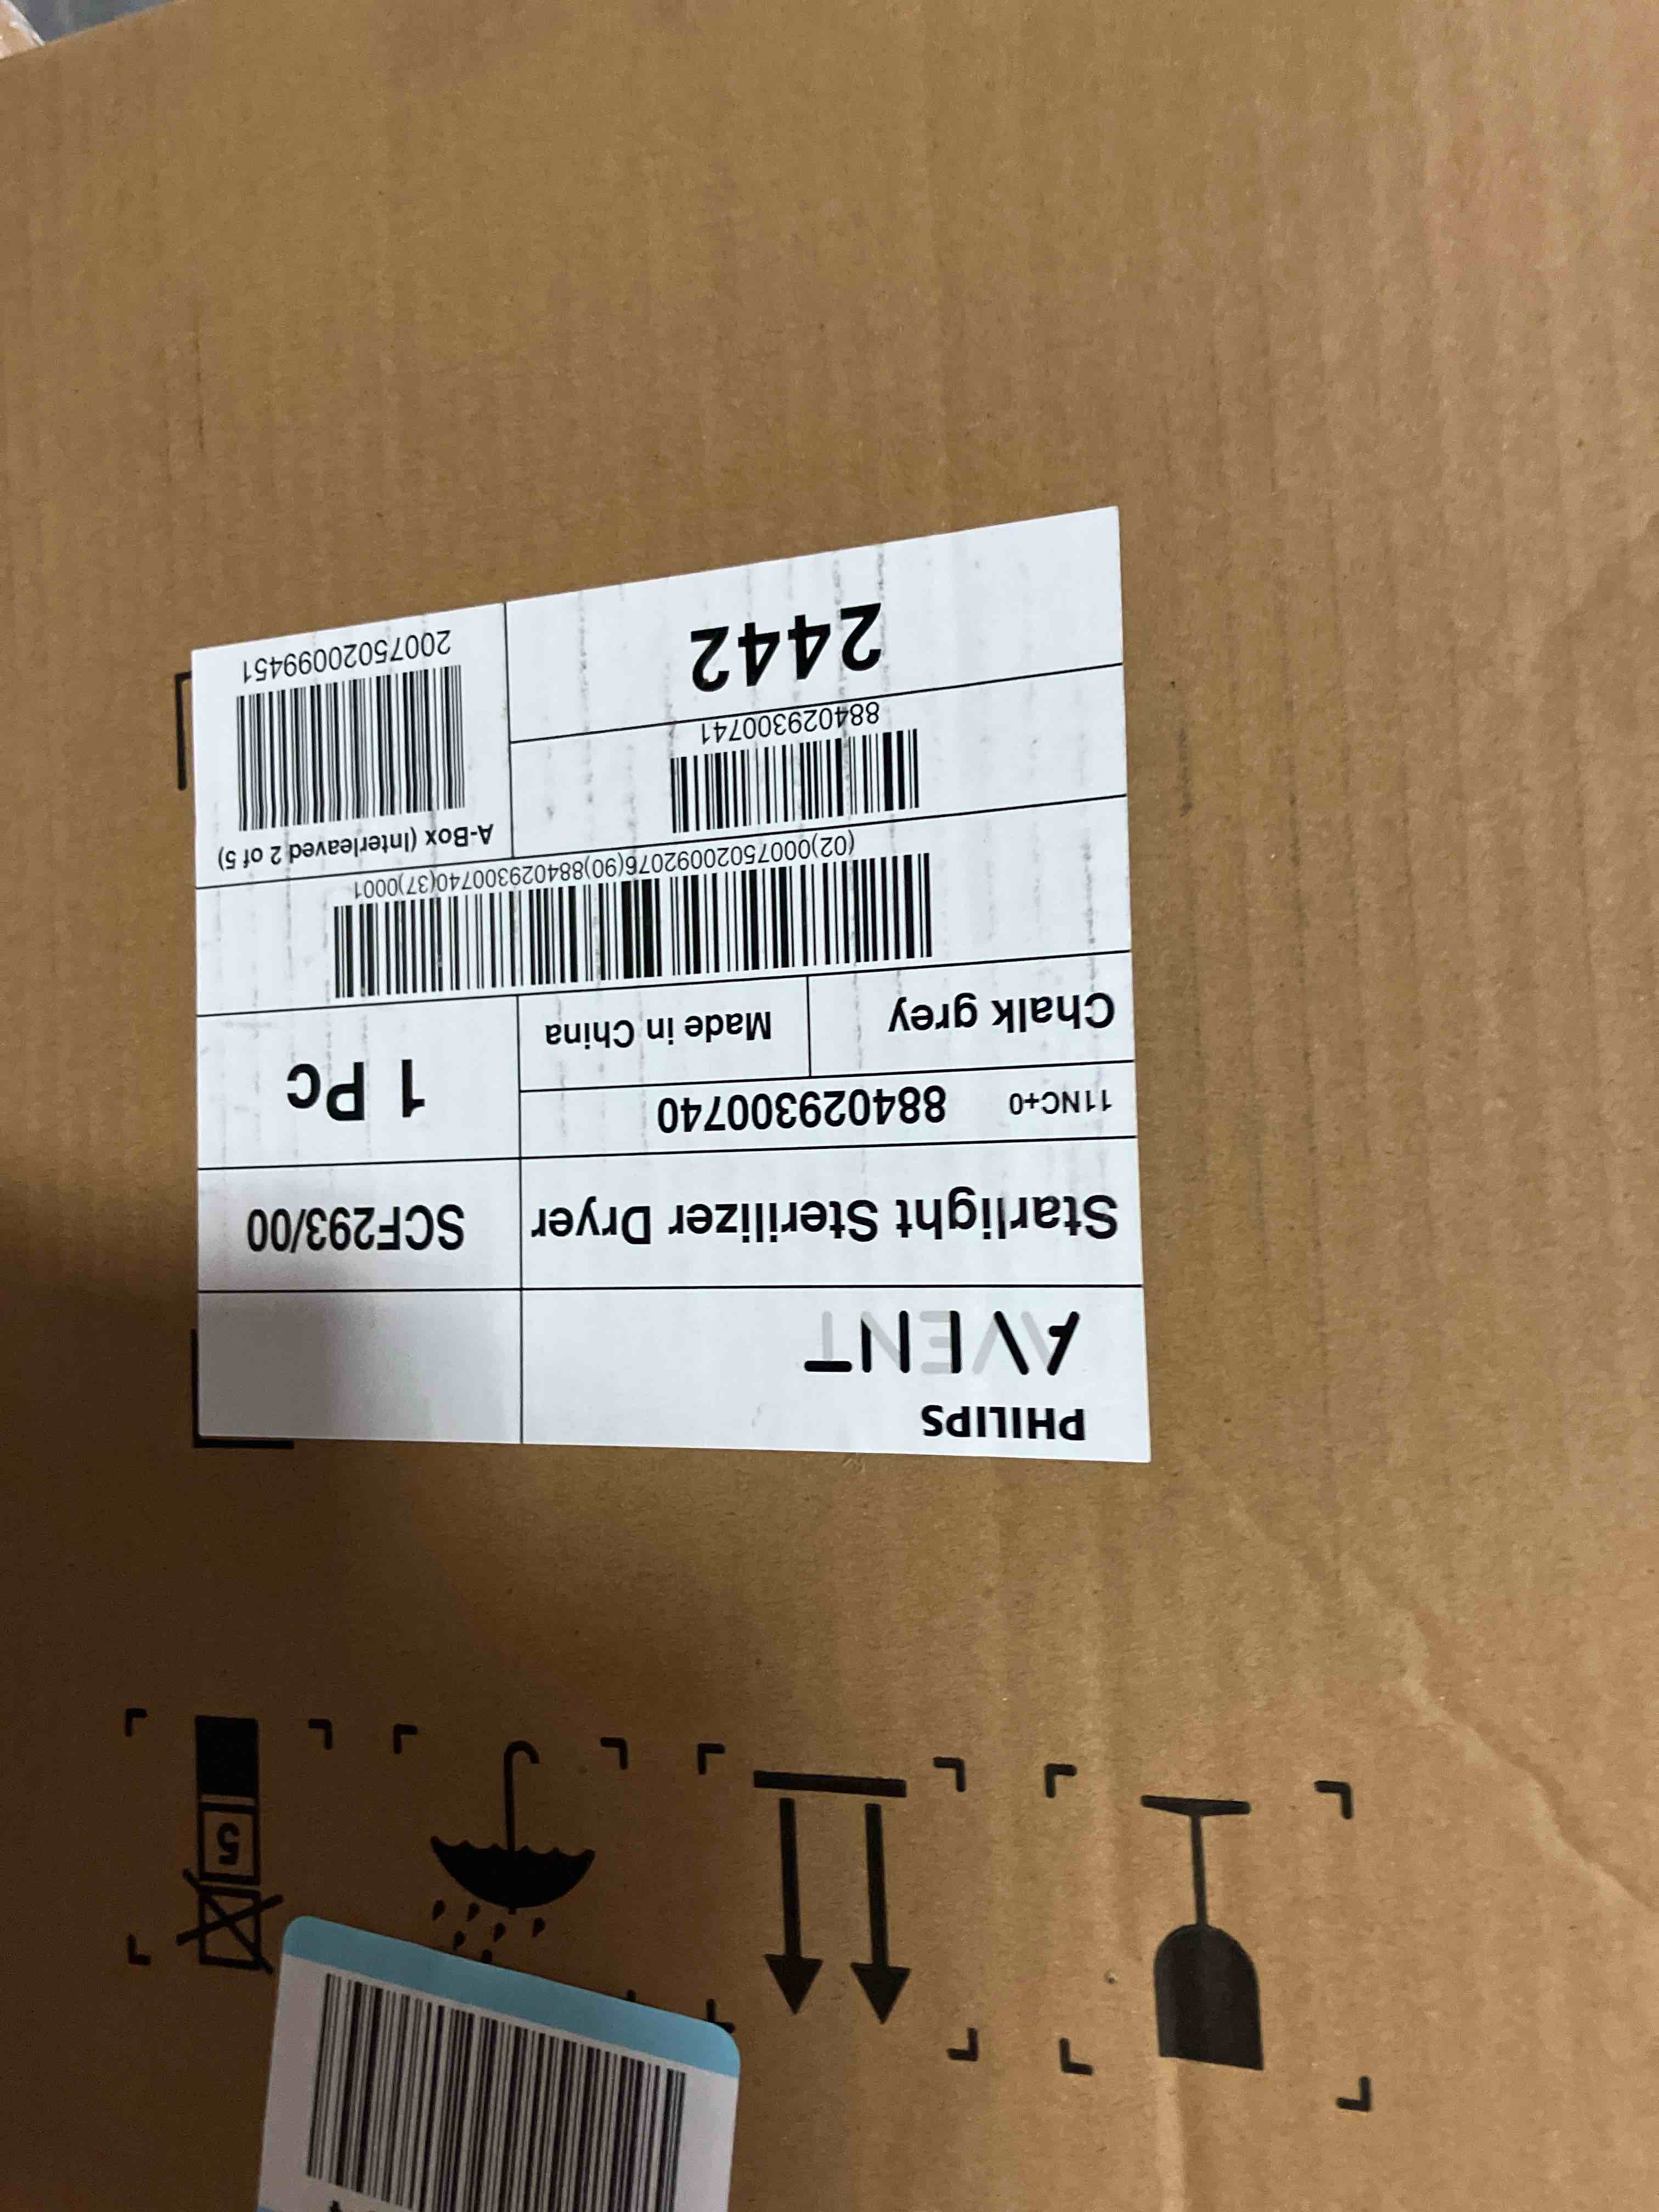 PHILIPS
AVENT
Starlight Sterilizer Dryer SCF293/00
11NC+0 884029300740 1 Pc
Chalk grey Made in China
(02)00075020092076(90)884029300740(37)0001
884029300741
2442
A-Box (Interleaved 2 of 5)
20075020099451
5